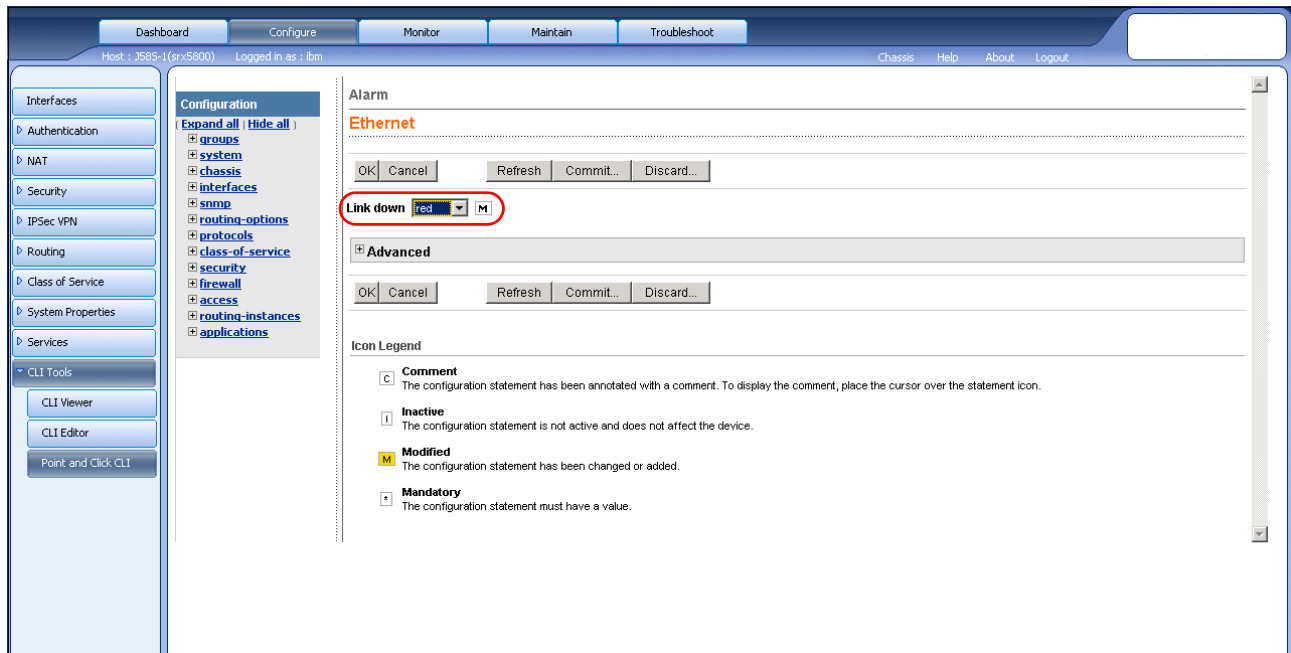 Dashboard Configure Monitor Maintain Troubleshoot
Host : J585-1(srx5800) Logged in as : ibm Chassis Help About Logout
Interfaces
Authentication
NAT
Security
IPSec VPN
Routing
Class of Service
System Properties
Services
CLI Tools
CLI Viewer
CLI Editor
Point and Click CLI
Configuration
( Expand all | Hide all )
groups
system
chassis
interfaces
snmp
routing-options
protocols
class-of-service
security
firewall
access
routing-instances
applications
Alarm
Ethernet
OK Cancel Refresh Commit... Discard...
Link down red M
Advanced
OK Cancel Refresh Commit... Discard...
Icon Legend
C Comment
The configuration statement has been annotated with a comment. To display the comment, place the cursor over the statement icon.
I Inactive
The configuration statement is not active and does not affect the device.
M Modified
The configuration statement has been changed or added.
* Mandatory
The configuration statement must have a value.